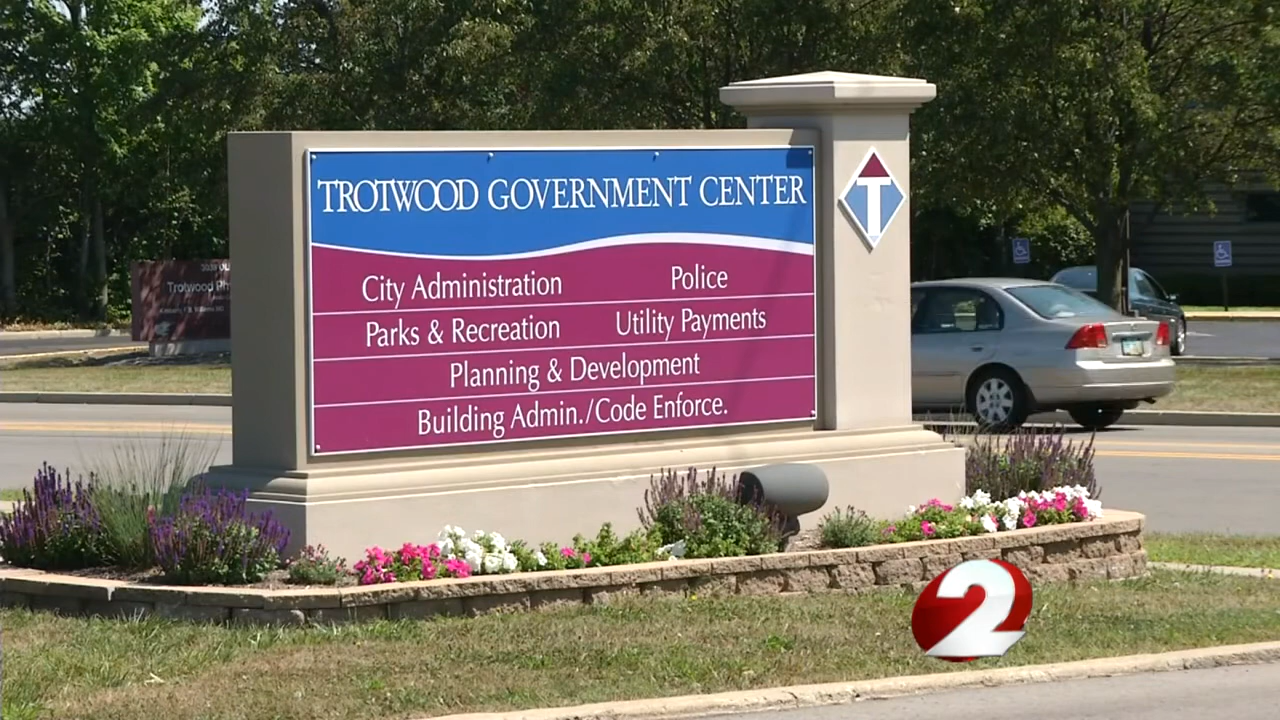 TROTWOOD GOVERNMENT CENTER
T
City Administration Police
Parks & Recreation Utility Payments
Planning & Development
Building Admin./Code Enforce.
Trotwood
2